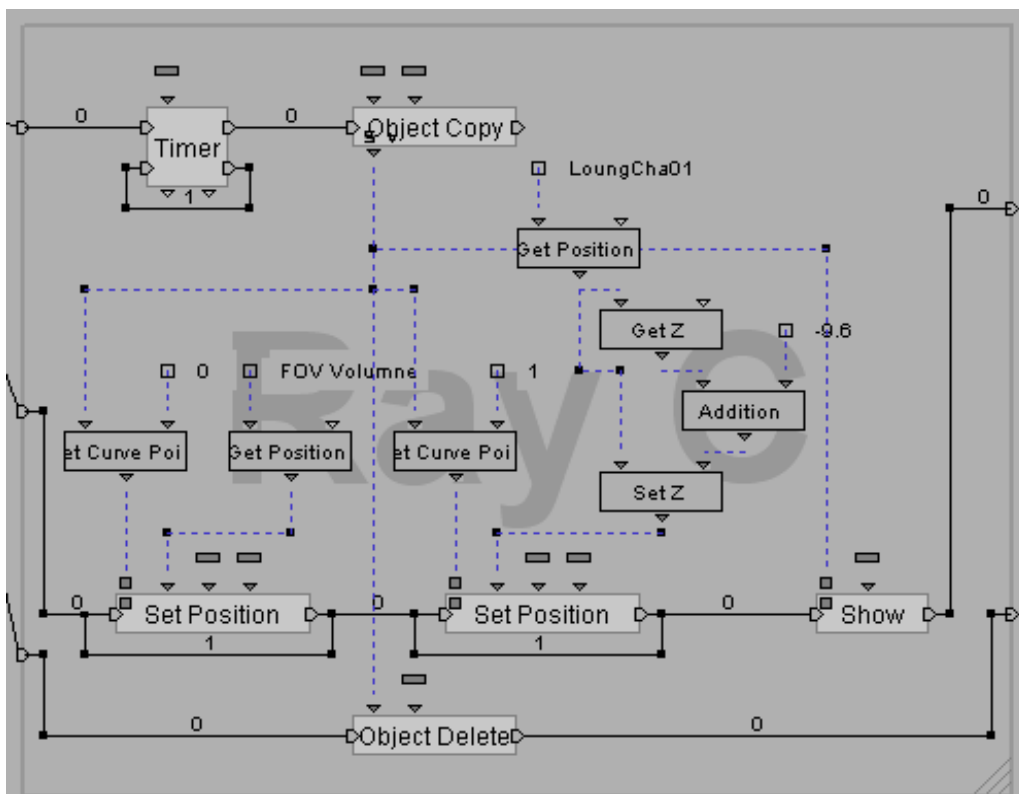 0
0
Timer
Object Copy
1
LoungCha01
0
Get Position
Get Z
-9.6
0
FOV Volumne
1
Addition
et Curve Poi
Get Position
et Curve Poi
Set Z
Ray C
0
Set Position
0
Set Position
0
Show
1
1
0
Object Delete
0